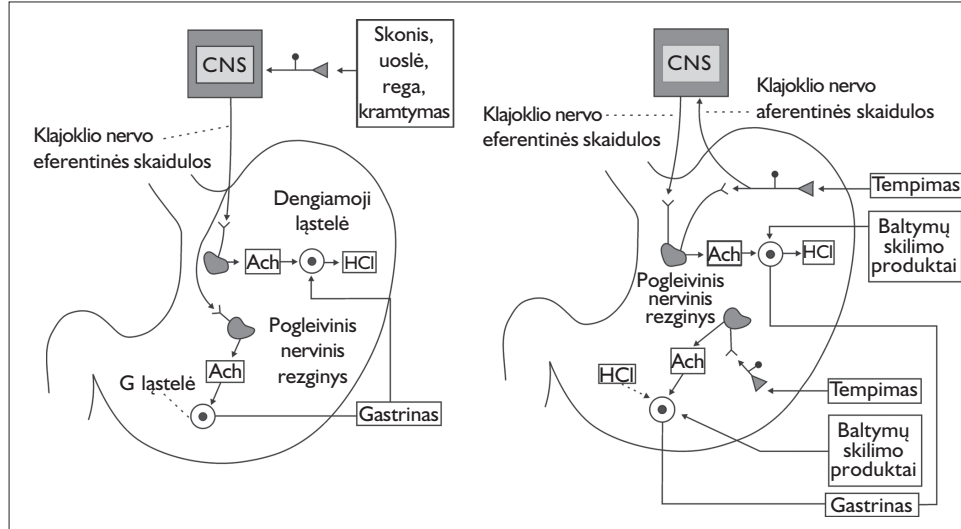 CNS
Skonis,
uoslė,
rega,
kramtymas
Klajoklio nervo
eferentinės skaidulos
Dengiamoji
ląstelė
Ach
HCl
Pogleivinis
nervinis
rezginys
Ach
G ląstelė
Gastrinas
CNS
Klajoklio nervo
aferentinės skaidulos
Klajoklio nervo
eferentinės skaidulos
Tempimas
Baltymų
skilimo
produktai
Ach
HCl
Pogleivinis
nervinis
rezginys
Ach
HCl
Tempimas
Baltymų
skilimo
produktai
Gastrinas